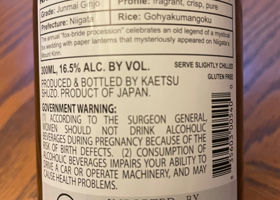 Grade: Junmai Ginjo
Profile: fragrant, crisp, pure
Prefecture: Niigata
Rice: Gohyakumangoku
The annual "fox-bride procession" celebrates an old legend of a mystical
fox wedding with paper lanterns that mysteriously appeared on Niigata's
Mount Kirin.
300ML, 16.5% ALC. BY VOL.
SERVE SLIGHTLY CHILLED
GLUTEN FREE
PRODUCED & BOTTLED BY KAETSU
SHUZO. PRODUCT OF JAPAN.
GOVERNMENT WARNING:
(1) ACCORDING TO THE SURGEON GENERAL,
WOMEN SHOULD NOT DRINK ALCOHOLIC
BEVERAGES DURING PREGNANCY BECAUSE OF THE
RISK OF BIRTH DEFECTS. (2) CONSUMPTION OF
ALCOHOLIC BEVERAGES IMPAIRS YOUR ABILITY TO
DRIVE A CAR OR OPERATE MACHINERY, AND MAY
CAUSE HEALTH PROBLEMS.
IMPORTED BY